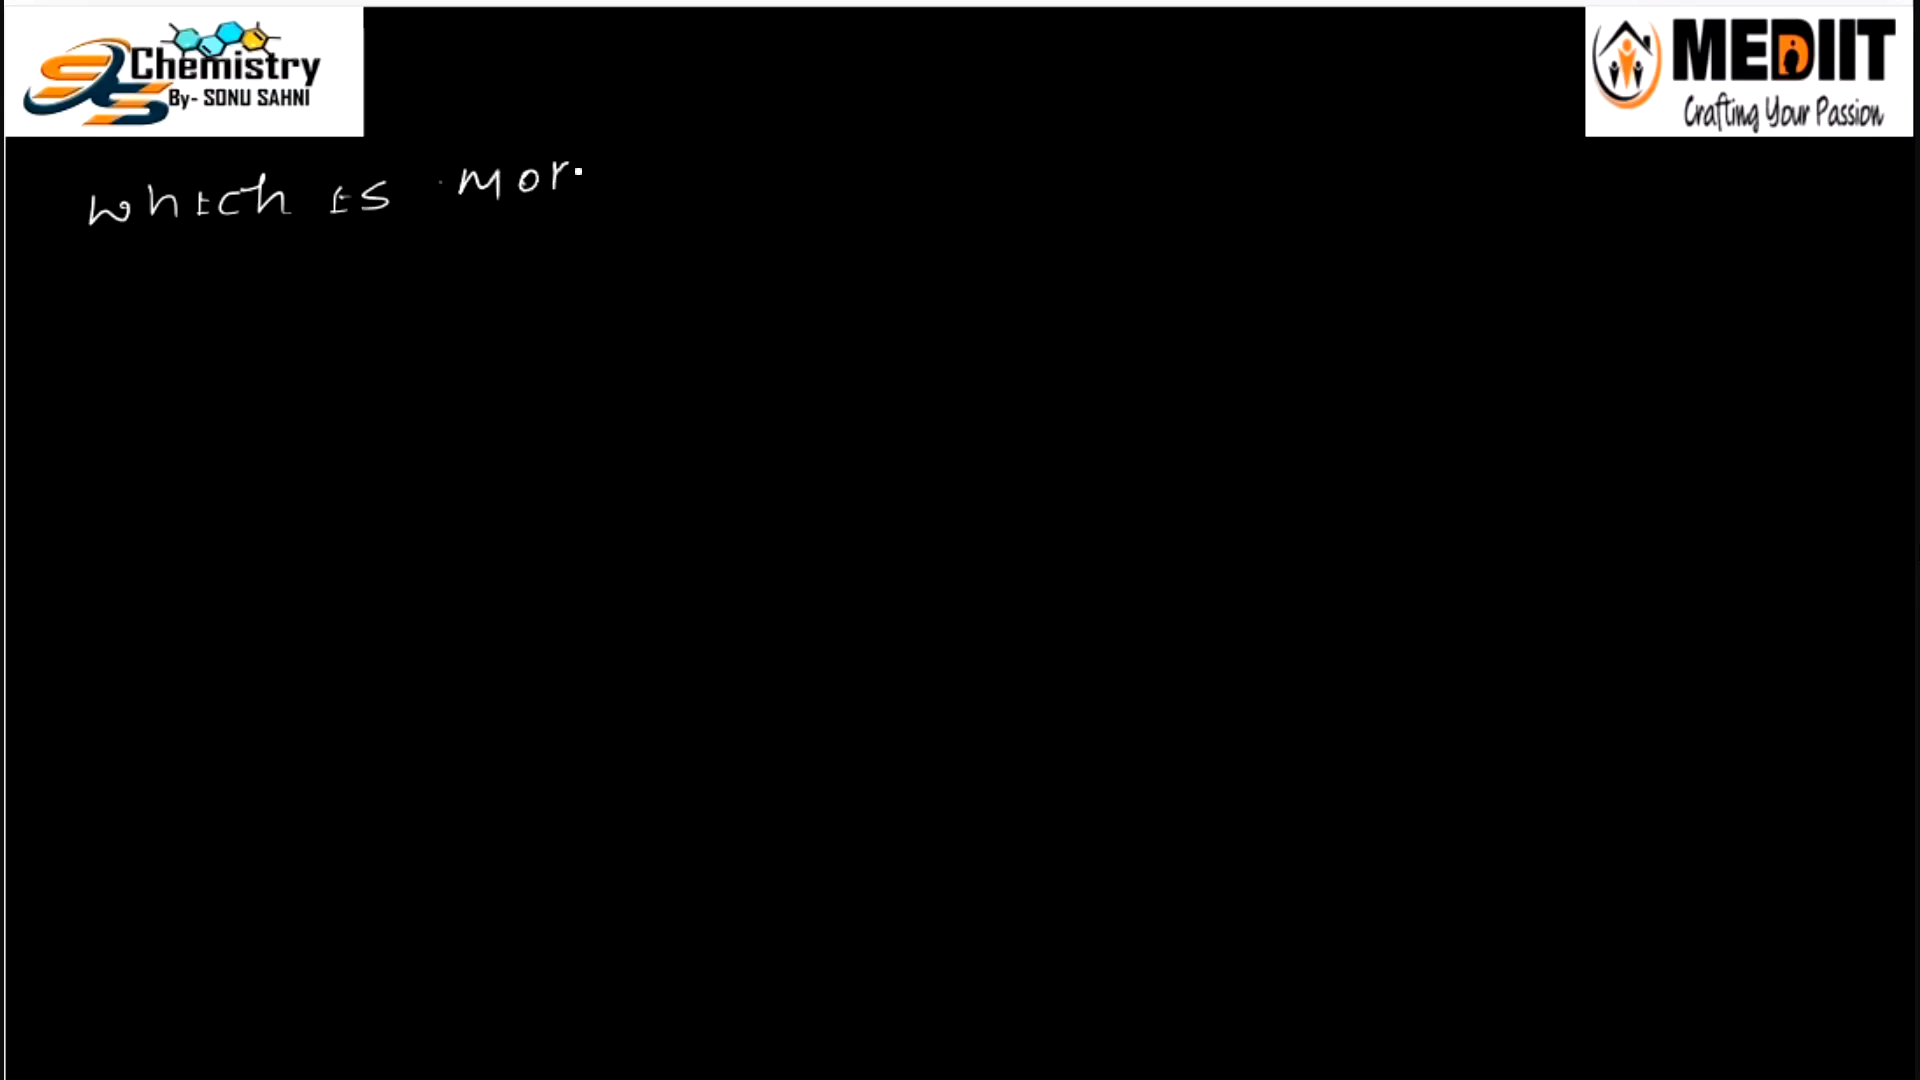 Chemistry
By- SONU SAHNI
MEDIIT
Crafting Your Passion
which is mor